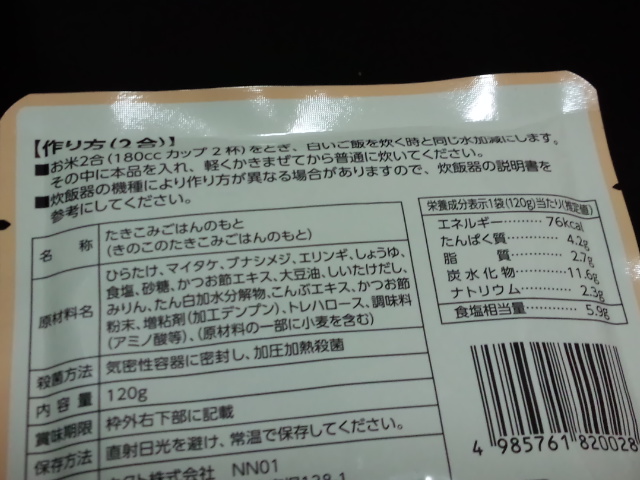 【作り方(2合)】
■お米2合(180cc カップ2杯)をとぎ、白いご飯を炊く時と同じ水加減にします。
その中に本品を入れ、軽くかきまぜてから普通に炊いてください。
■炊飯器の機種により作り方が異なる場合がありますので、炊飯器の説明書を
参考にしてください。
名 称 たきこみごはんのもと
(きのこのたきこみごはんのもと)
原材料名 ひらたけ、マイタケ、ブナシメジ、エリンギ、しょうゆ、
食塩、砂糖、かつお節エキス、大豆油、しいたけだし、
みりん、たん白加水分解物、こんぶエキス、かつお節
粉末、増粘剤(加工デンプン)、トレハロース、調味料
(アミノ酸等)、(原材料の一部に小麦を含む)
殺菌方法 気密性容器に密封し、加圧加熱殺菌
内容量 120g
賞味期限 枠外右下部に記載
保存方法 直射日光を避け、常温で保存してください。
株式会社 NN01
栄養成分表示1袋(120g)当たり(推定値)
エネルギー………76kcal
たんぱく質………4.2g
脂 質………2.7g
炭水化物………11.6g
ナトリウム………2.3g
食塩相当量………5.9g
4 985761 820028